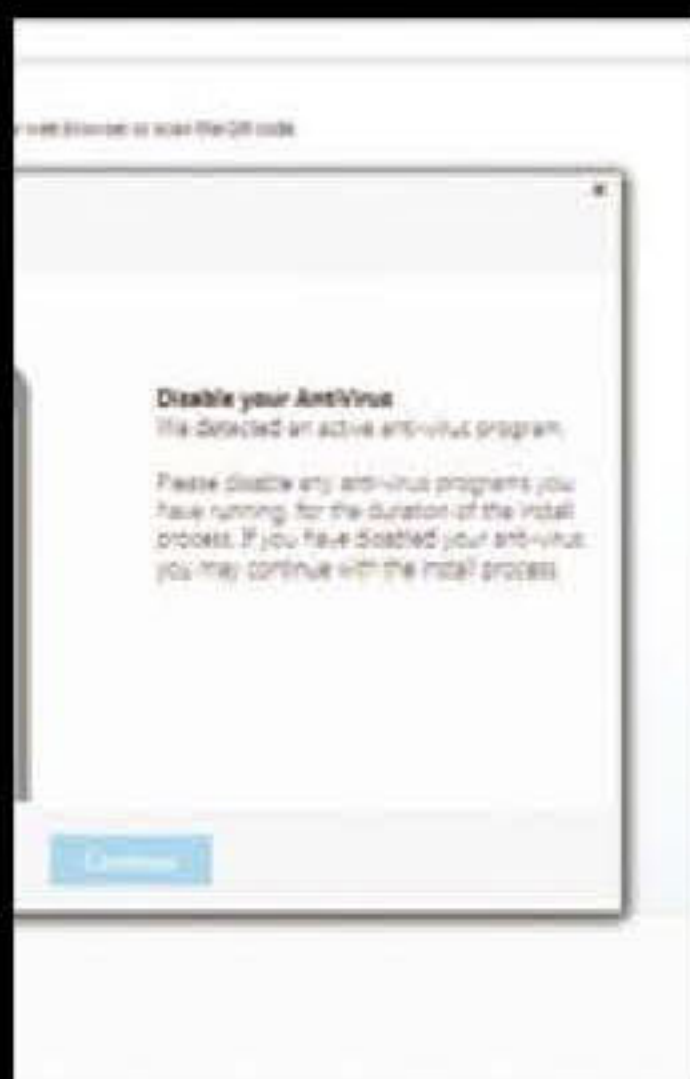 web browser or scan the QR code.
Disable your AntiVirus
We detected an active anti-virus program.
Please disable any anti-virus programs you
have running, for the duration of the install
process. If you have disabled your anti-virus
you may continue with the install process.
Continue